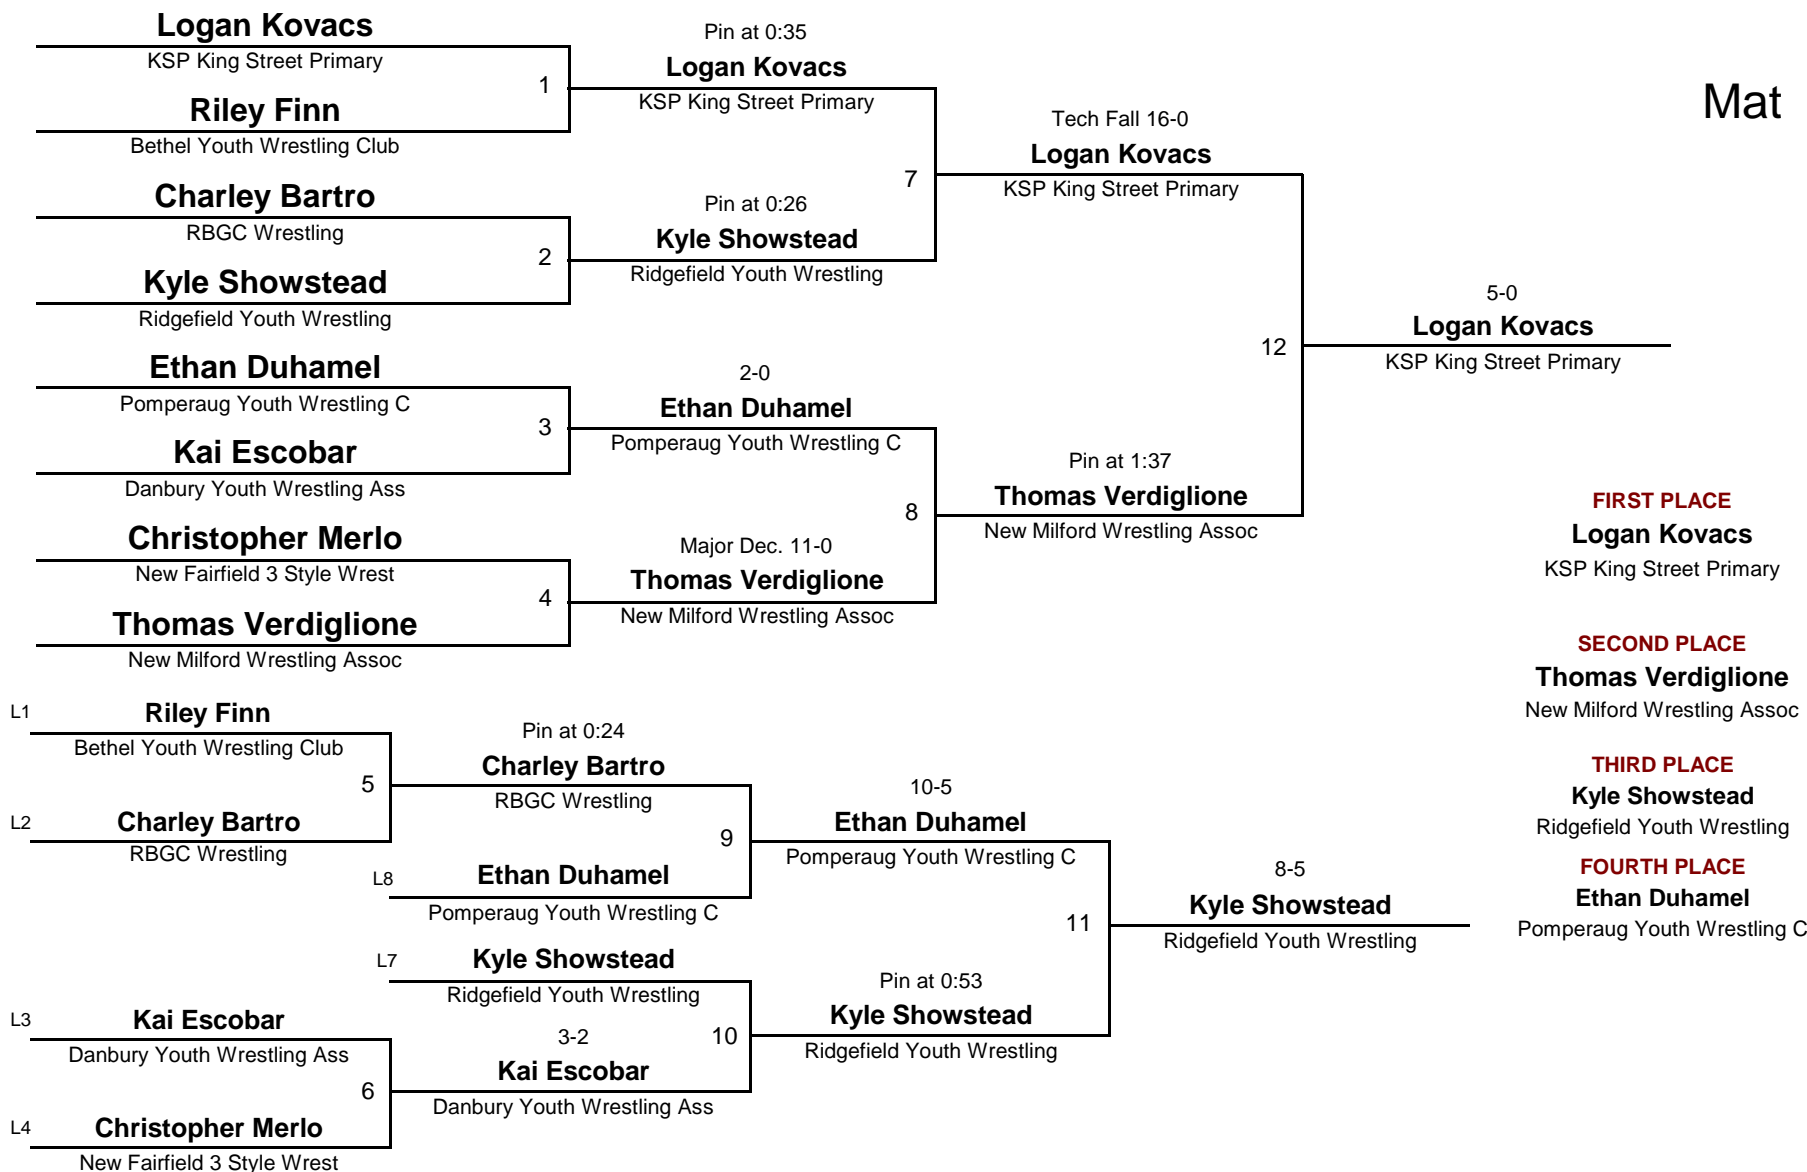 Logan Kovacs
KSP King Street Primary
1
Riley Finn
Bethel Youth Wrestling Club
Charley Bartro
RBGC Wrestling
2
Kyle Showstead
Ridgefield Youth Wrestling
Ethan Duhamel
Pomperaug Youth Wrestling C
3
Kai Escobar
Danbury Youth Wrestling Ass
Christopher Merlo
New Fairfield 3 Style Wrest
4
Thomas Verdiglione
New Milford Wrestling Assoc
Pin at 0:35
Logan Kovacs
KSP King Street Primary
7
Pin at 0:26
Kyle Showstead
Ridgefield Youth Wrestling
2-0
Ethan Duhamel
Pomperaug Youth Wrestling C
8
Major Dec. 11-0
Thomas Verdiglione
New Milford Wrestling Assoc
Tech Fall 16-0
Logan Kovacs
KSP King Street Primary
12
Pin at 1:37
Thomas Verdiglione
New Milford Wrestling Assoc
Mat
5-0
Logan Kovacs
KSP King Street Primary
FIRST PLACE
Logan Kovacs
KSP King Street Primary
SECOND PLACE
Thomas Verdiglione
New Milford Wrestling Assoc
THIRD PLACE
Kyle Showstead
Ridgefield Youth Wrestling
FOURTH PLACE
Ethan Duhamel
Pomperaug Youth Wrestling C
L1
Riley Finn
Bethel Youth Wrestling Club
5
L2
Charley Bartro
RBGC Wrestling
L3
Kai Escobar
Danbury Youth Wrestling Ass
6
L4
Christopher Merlo
New Fairfield 3 Style Wrest
Pin at 0:24
Charley Bartro
RBGC Wrestling
9
L8
Ethan Duhamel
Pomperaug Youth Wrestling C
L7
Kyle Showstead
Ridgefield Youth Wrestling
10
3-2
Kai Escobar
Danbury Youth Wrestling Ass
10-5
Ethan Duhamel
Pomperaug Youth Wrestling C
11
Pin at 0:53
Kyle Showstead
Ridgefield Youth Wrestling
8-5
Kyle Showstead
Ridgefield Youth Wrestling